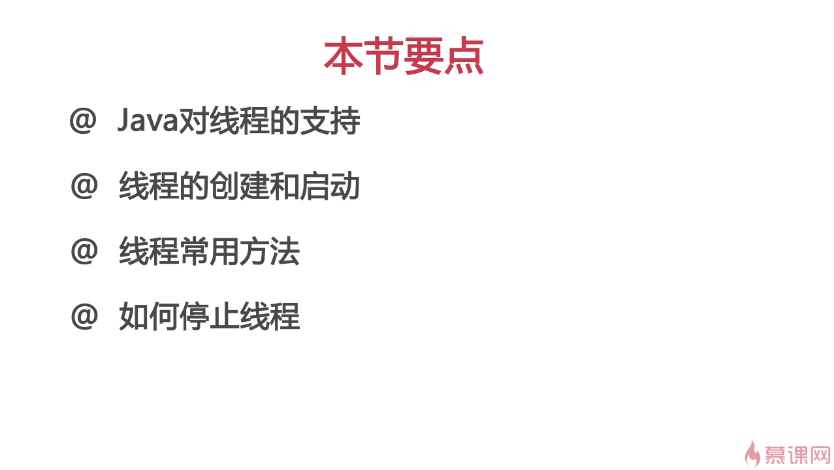 本节要点
@ Java对线程的支持
@ 线程的创建和启动
@ 线程常用方法
@ 如何停止线程
慕课网